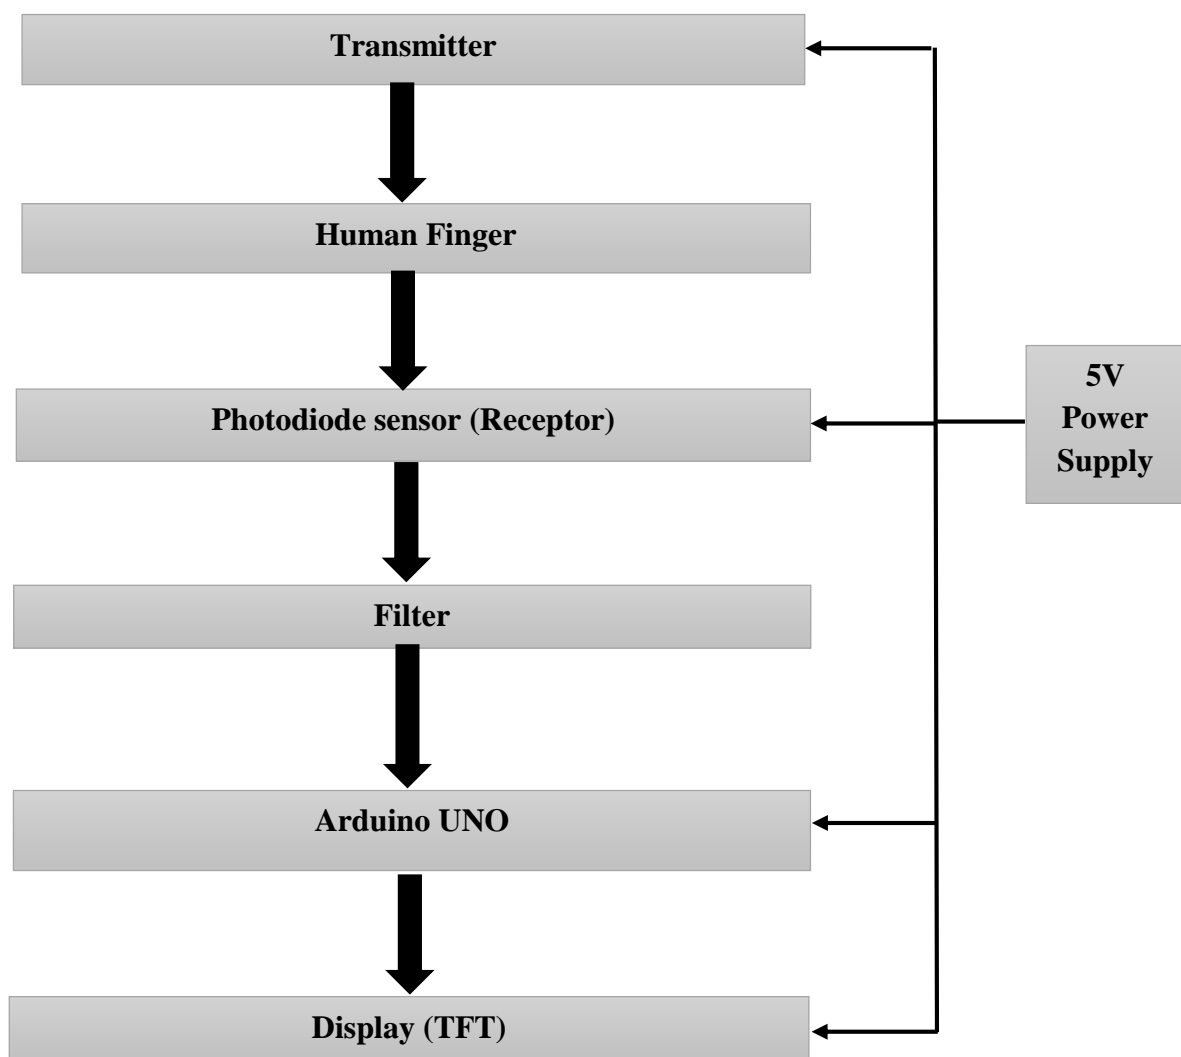 Transmitter
Human Finger
Photodiode sensor (Receptor)
5V
Power
Supply
Filter
Arduino UNO
Display (TFT)